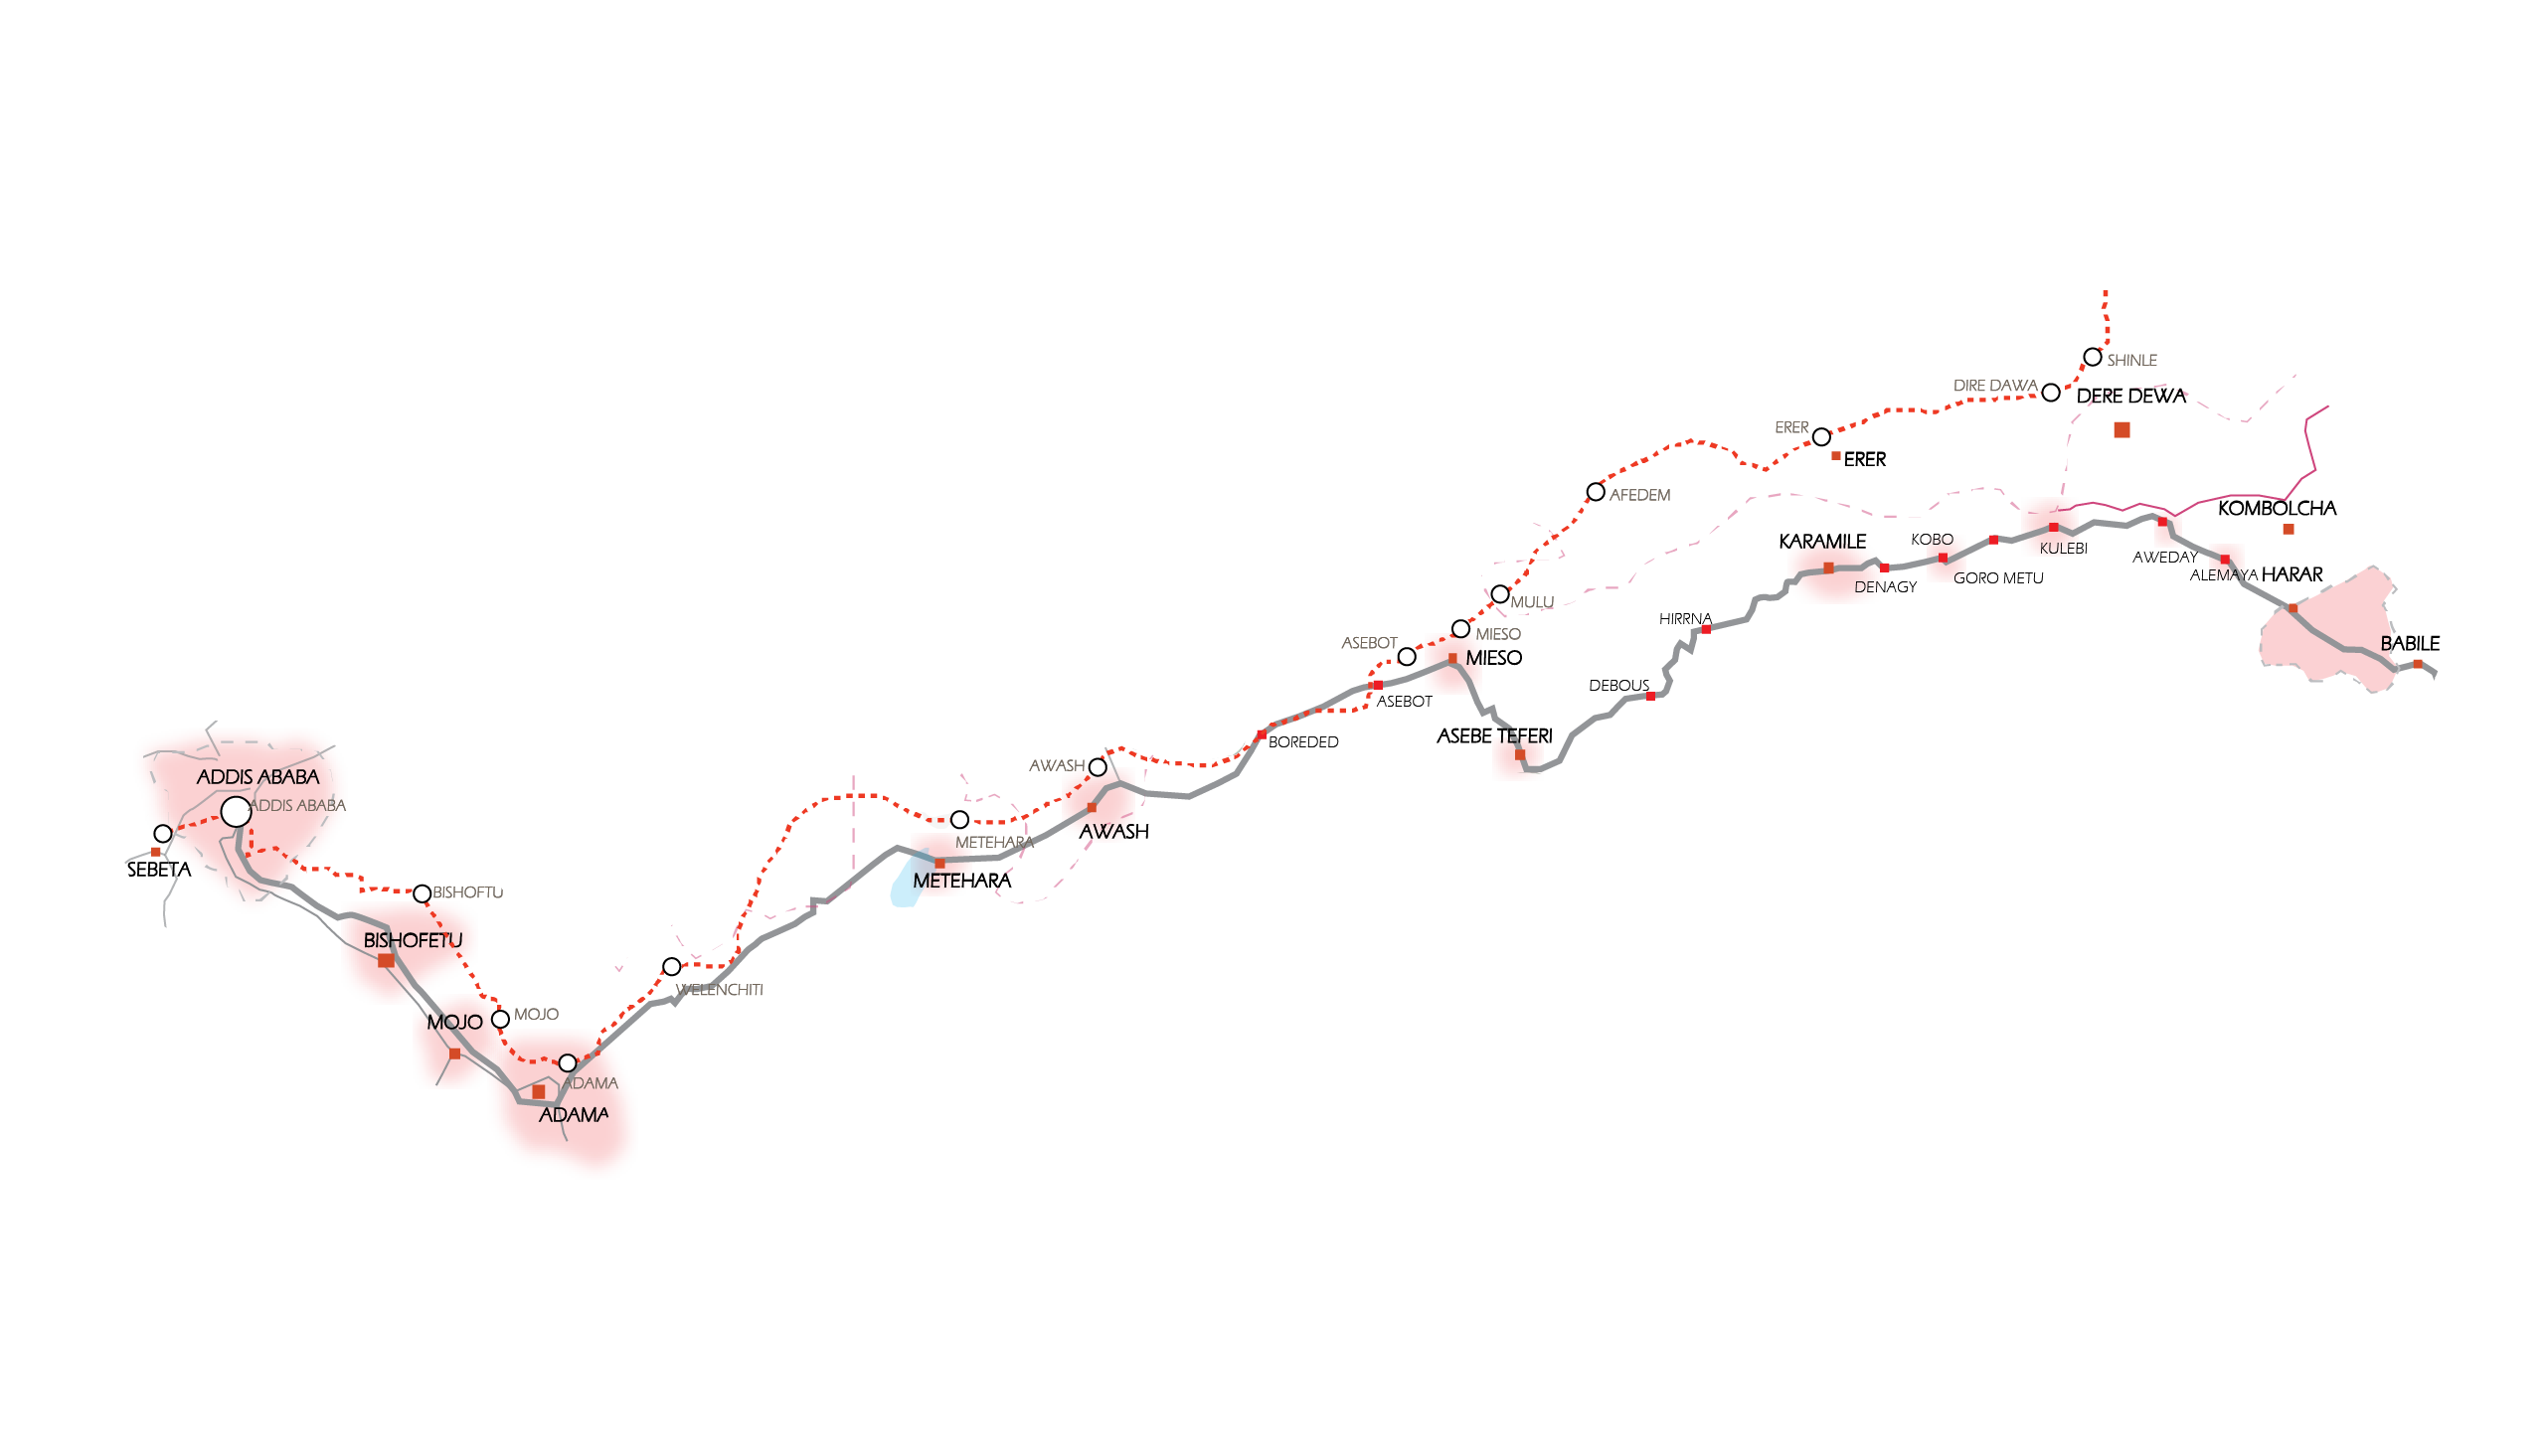 SHINLE
DIRE DAWA
DERE DEWA
ERER
ERER
AFEDEM
KOMBOLCHA
KARAMILE
KOBO
KULEBI
AWEDAY
ALEMAYA
HARAR
DENAGY
GORO METU
MULU
HIRRNA
MIESO
ASEBOT
MIESO
BABILE
DEBOUS
ASEBOT
ASEBE TEFERI
BOREDED
AWASH
ADDIS ABABA
ADDIS ABABA
AWASH
METEHARA
SEBETA
METEHARA
BISHOFTU
BISHOFETU
WELENCHITI
MOJO
MOJO
ADAMA
ADAMA